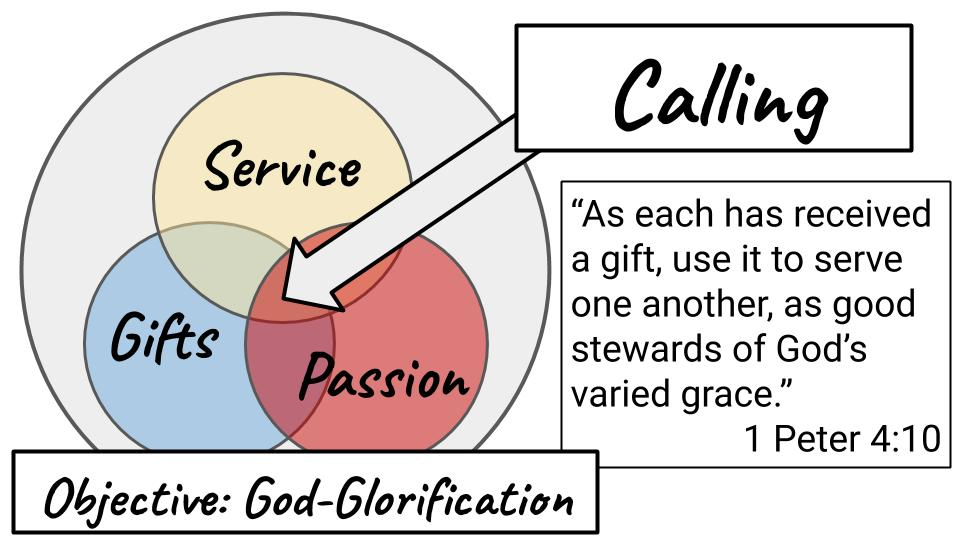 Calling
Service
Gifts
Passion
“As each has received
a gift, use it to serve
one another, as good
stewards of God’s
varied grace.”
1 Peter 4:10
Objective: God-Glorification